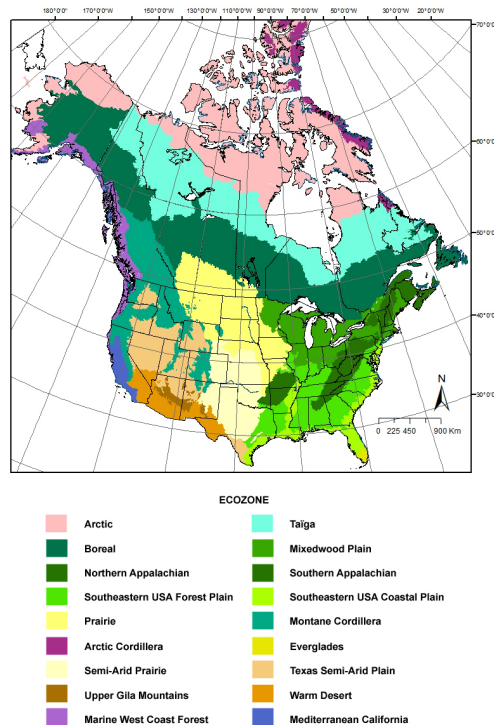 180°0'0"
170°0'0"W
150°0'0"W
130°0'0"W
110°0'0"W
90°0'0"W
70°0'0"W
50°0'0"W
30°0'0"W
20°0'0"W
70°0'0"
50°0'0"
40°0'0"
30°0'0"
N
0 225 450 900 Km
ECOZONE
Arctic
Taïga
Boreal
Mixedwood Plain
Northern Appalachian
Southern Appalachian
Southeastern USA Forest Plain
Southeastern USA Coastal Plain
Prairie
Montane Cordillera
Arctic Cordillera
Everglades
Semi-Arid Prairie
Texas Semi-Arid Plain
Upper Gila Mountains
Warm Desert
Marine West Coast Forest
Mediterranean California